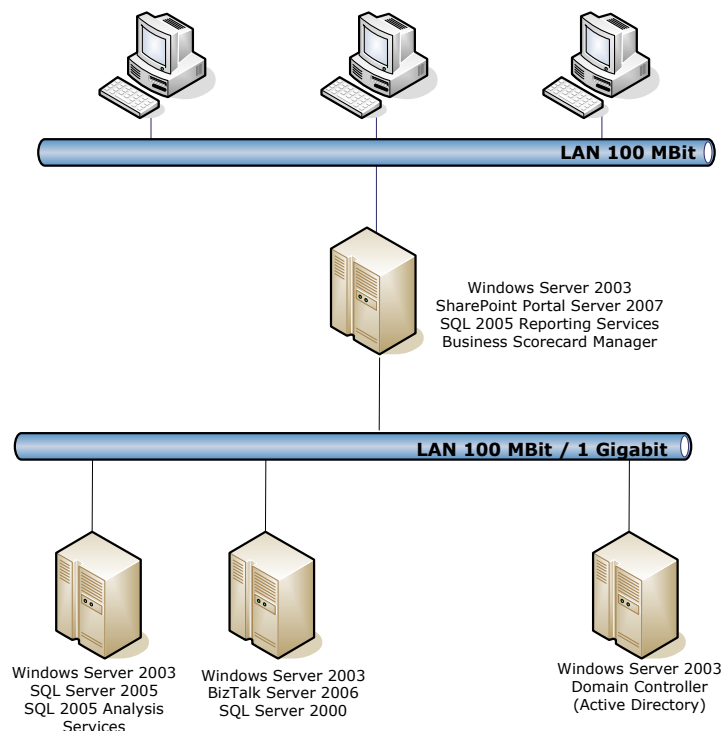 LAN 100 MBit
Windows Server 2003
SharePoint Portal Server 2007
SQL 2005 Reporting Services
Business Scorecard Manager
LAN 100 MBit / 1 Gigabit
Windows Server 2003
SQL Server 2005
SQL 2005 Analysis
Services
Windows Server 2003
BizTalk Server 2006
SQL Server 2000
Windows Server 2003
Domain Controller
(Active Directory)